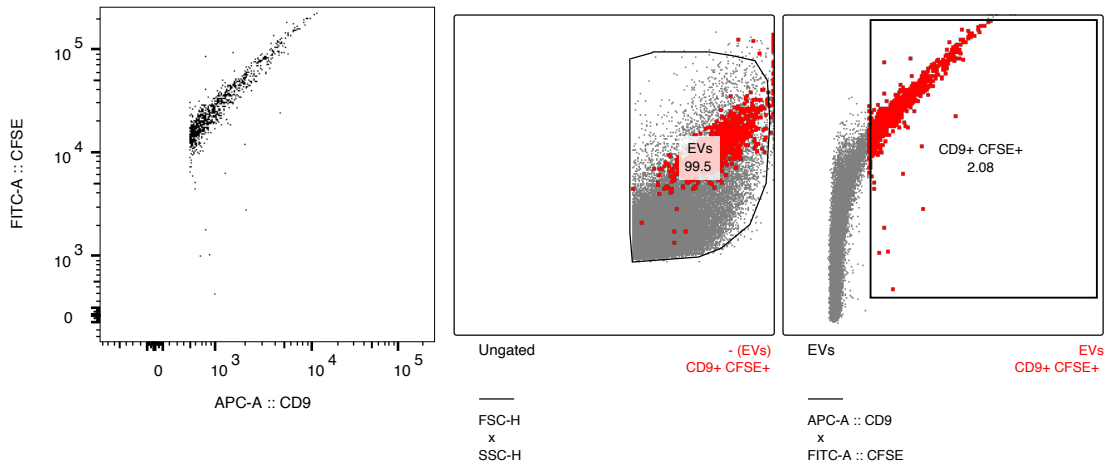 10^5
10^4
10^3
0
FITC-A :: CFSE
0
10^3
10^4
10^5
APC-A :: CD9
EVs
99.5
Ungated
- (EVs)
CD9+ CFSE+
FSC-H
x
SSC-H
CD9+ CFSE+
2.08
EVs
EVs
CD9+ CFSE+
APC-A :: CD9
x
FITC-A :: CFSE